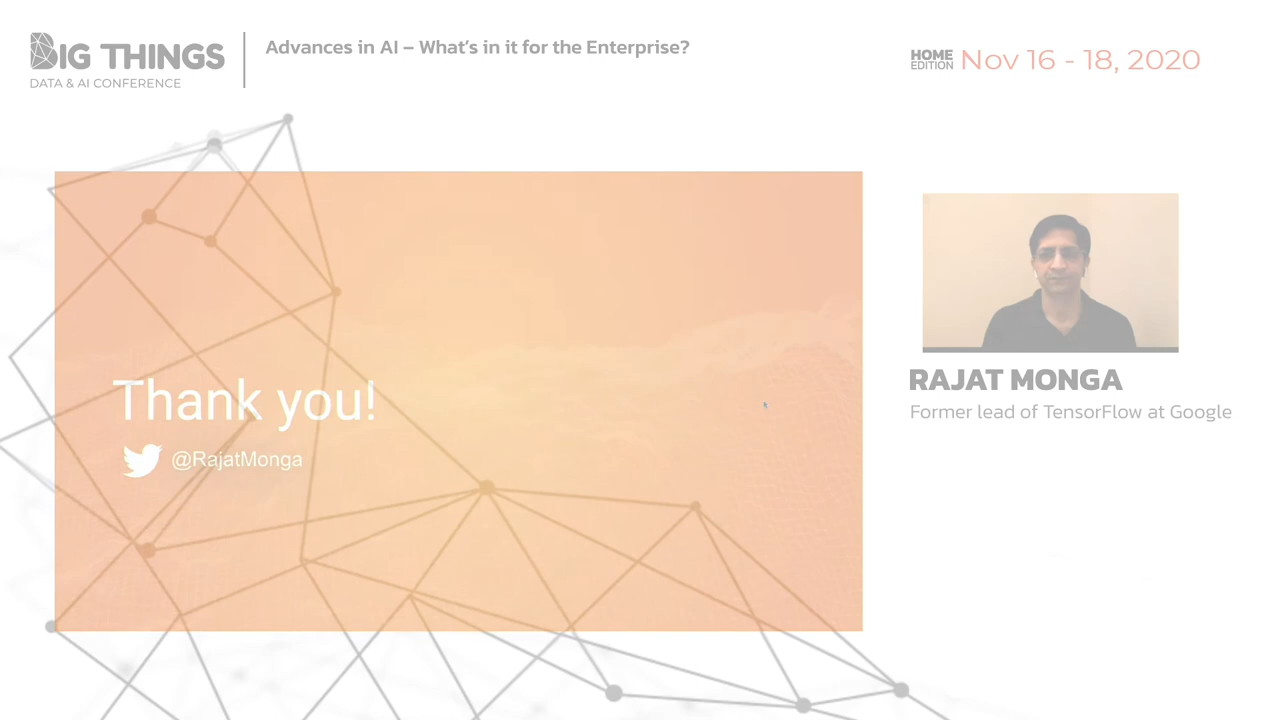 BIG THINGS
DATA & AI CONFERENCE
Advances in AI – What's in it for the Enterprise?
HOME
EDITION
Nov 16 - 18, 2020
Thank you!
@RajatMonga
RAJAT MONGA
Former lead of TensorFlow at Google